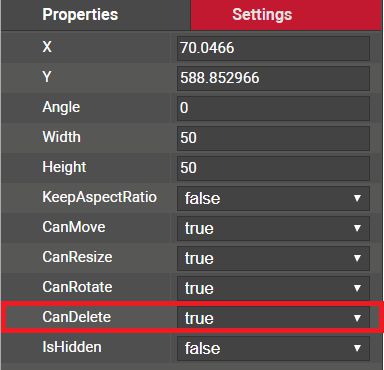 Properties Settings
X 70.0466
Y 588.852966
Angle 0
Width 50
Height 50
KeepAspectRatio false
CanMove true
CanResize true
CanRotate true
CanDelete true
IsHidden false